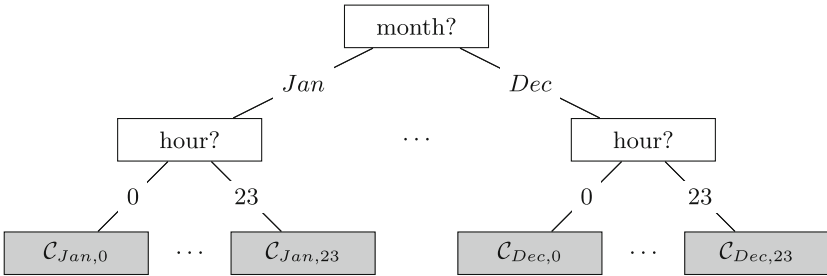 month?
Jan Dec
hour? ... hour?
0 23 0 23
C_{Jan,0} ... C_{Jan,23} C_{Dec,0} ... C_{Dec,23}